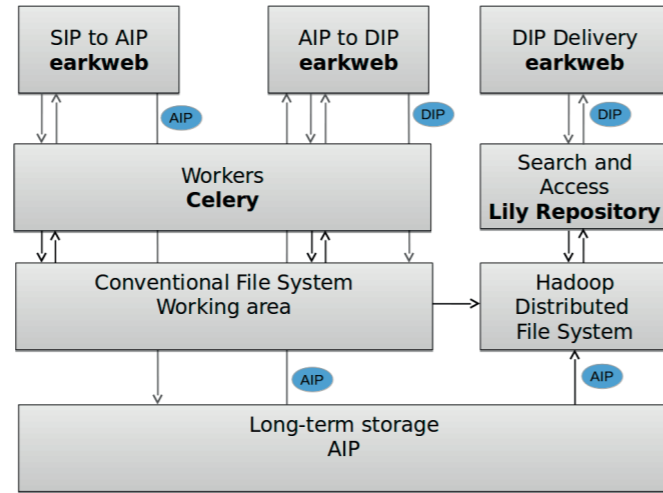 SIP to AIP
earkweb
AIP to DIP
earkweb
DIP Delivery
earkweb
AIP
DIP
DIP
Workers
Celery
Search and
Access
Lily Repository
Conventional File System
Working area
Hadoop
Distributed
File System
AIP
AIP
Long-term storage
AIP